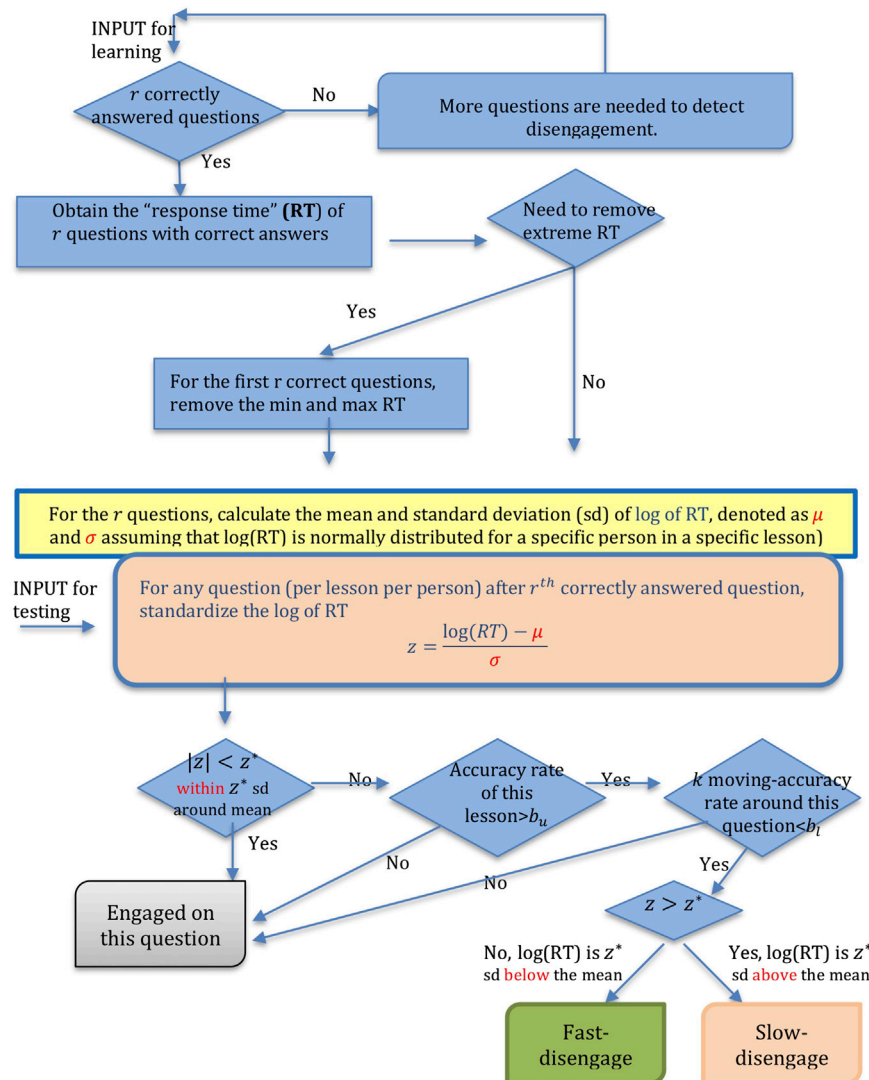 INPUT for
learning
r correctly
answered questions
No
More questions are needed to detect
disengagement.
Yes
Obtain the “response time” (RT) of
r questions with correct answers
Need to remove
extreme RT
Yes
No
For the first r correct questions,
remove the min and max RT
For the r questions, calculate the mean and standard deviation (sd) of log of RT, denoted as μ
and σ assuming that log(RT) is normally distributed for a specific person in a specific lesson)
INPUT for
testing
For any question (per lesson per person) after r^{th} correctly answered question,
standardize the log of RT
z = \frac{\log(RT) − μ}{σ}
|z| < z*
within z* sd
around mean
No
Accuracy rate
of this
lesson>b_u
Yes
k moving-accuracy
rate around this
question<b_l
Yes
No
No
Yes
Engaged on
this question
z > z*
No, log(RT) is z*
sd below the mean
Yes, log(RT) is z*
sd above the mean
Fast-
disengage
Slow-
disengage